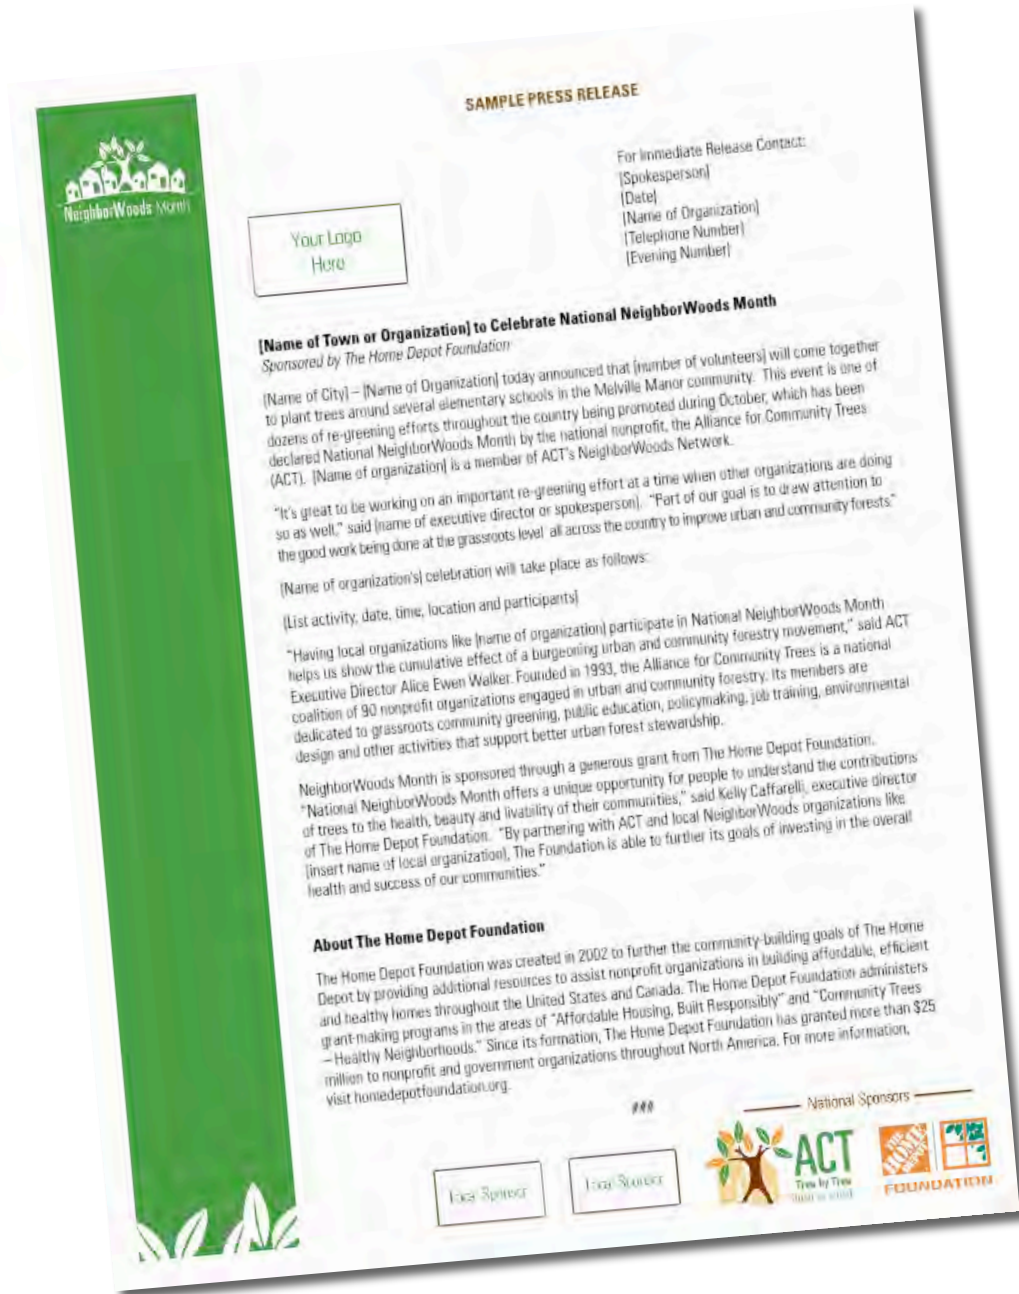 SAMPLE PRESS RELEASE
NeighborWoods Month
For Immediate Release Contact:
[Spokesperson]
[Date]
[Name of Organization]
[Telephone Number]
[Evening Number]
Your Logo
Here
[Name of Town or Organization] to Celebrate National NeighborWoods Month
Sponsored by The Home Depot Foundation
[Name of City] – [Name of Organization] today announced that [number of volunteers] will come together
to plant trees around several elementary schools in the Melville Manor community. This event is one of
dozens of re-greening efforts throughout the country being promoted during October, which has been
declared National NeighborWoods Month by the national nonprofit, the Alliance for Community Trees
(ACT). [Name of organization] is a member of ACT's NeighborWoods Network.
"It's great to be working on an important re-greening effort at a time when other organizations are doing
so as well," said [name of executive director or spokesperson]. "Part of our goal is to draw attention to
the good work being done at the grassroots level all across the country to improve urban and community forests."
[Name of organization's] celebration will take place as follows:
[List activity, date, time, location and participants]
"Having local organizations like [name of organization] participate in National NeighborWoods Month
helps us show the cumulative effect of a burgeoning urban and community forestry movement," said ACT
Executive Director Alice Ewen Walker. Founded in 1993, the Alliance for Community Trees is a national
coalition of 90 nonprofit organizations engaged in urban and community forestry. Its members are
dedicated to grassroots community greening, public education, policymaking, job training, environmental
design and other activities that support better urban forest stewardship.
NeighborWoods Month is sponsored through a generous grant from The Home Depot Foundation.
"National NeighborWoods Month offers a unique opportunity for people to understand the contributions
of trees to the health, beauty and livability of their communities," said Kelly Caffarelli, executive director
of The Home Depot Foundation. "By partnering with ACT and local NeighborWoods organizations like
[insert name of local organization], The Foundation is able to further its goals of investing in the overall
health and success of our communities."
About The Home Depot Foundation
The Home Depot Foundation was created in 2002 to further the community-building goals of The Home
Depot by providing additional resources to assist nonprofit organizations in building affordable, efficient
and healthy homes throughout the United States and Canada. The Home Depot Foundation administers
grant-making programs in the areas of "Affordable Housing, Built Responsibly" and "Community Trees
– Healthy Neighborhoods." Since its formation, The Home Depot Foundation has granted more than $25
million to nonprofit and government organizations throughout North America. For more information,
visit homedepotfoundation.org.
###
National Sponsors
Local Sponsor
Local Sponsor
ACT
Tree by Tree
THE HOME DEPOT
FOUNDATION